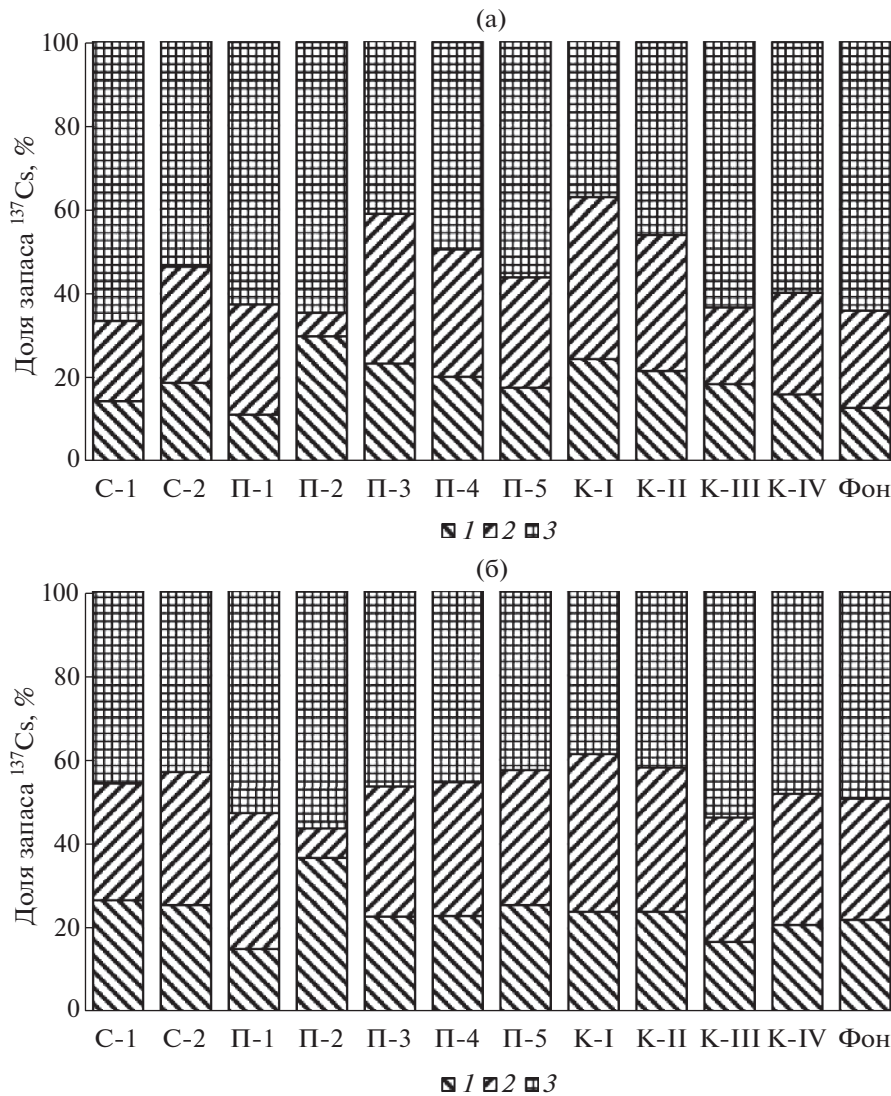 (а)
Доля запаса ¹³⁷Cs, %
100
80
60
40
20
0
С-1 С-2 П-1 П-2 П-3 П-4 П-5 К-I К-II К-III К-IV Фон
1 2 3
(б)
Доля запаса ¹³⁷Cs, %
100
80
60
40
20
0
С-1 С-2 П-1 П-2 П-3 П-4 П-5 К-I К-II К-III К-IV Фон
1 2 3